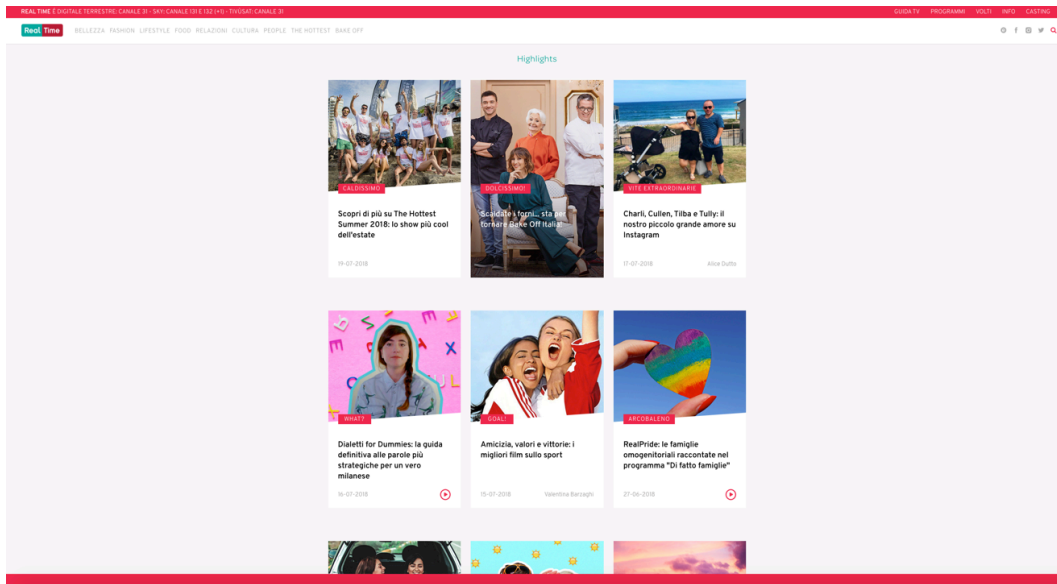 REAL TIME È DIGITALE TERRESTRE: CANALE 31 - SKY: CANALE 131 E 132 (+1) - TIVÙSAT: CANALE 31
GUIDA TV PROGRAMMI VOLTI INFO CASTING
Real Time
BELLEZZA FASHION LIFESTYLE FOOD RELAZIONI CULTURA PEOPLE THE HOTTEST BAKE OFF
Highlights
CALDISSIMO
Scopri di più su The Hottest
Summer 2018: lo show più cool
dell'estate
19-07-2018
DOLCISSIMO!
Scaldate i forni... sta per
tornare Bake Off Italia!
VITE EXTRAORDINARIE
Charli, Cullen, Tilba e Tully: il
nostro piccolo grande amore su
Instagram
17-07-2018 Alice Dutto
WHAT?
Dialetti for Dummies: la guida
definitiva alle parole più
strategiche per un vero
milanese
16-07-2018
GOAL!
Amicizia, valori e vittorie: i
migliori film sullo sport
15-07-2018 Valentina Barzaghi
ARCOBALENO
RealPride: le famiglie
omogenitoriali raccontate nel
programma "Di fatto famiglie"
27-06-2018